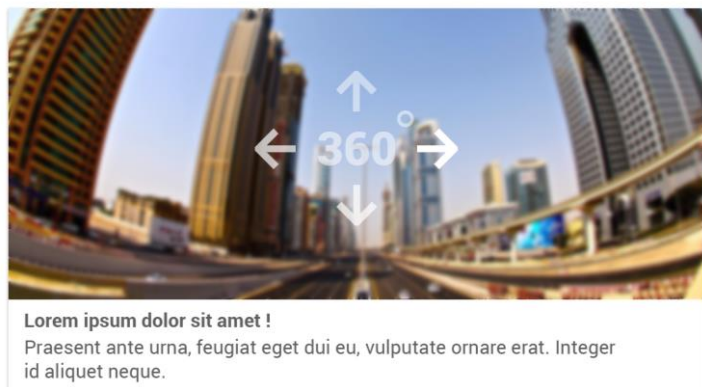 360°
Lorem ipsum dolor sit amet !
Praesent ante urna, feugiat eget dui eu, vulputate ornare erat. Integer
id aliquet neque.